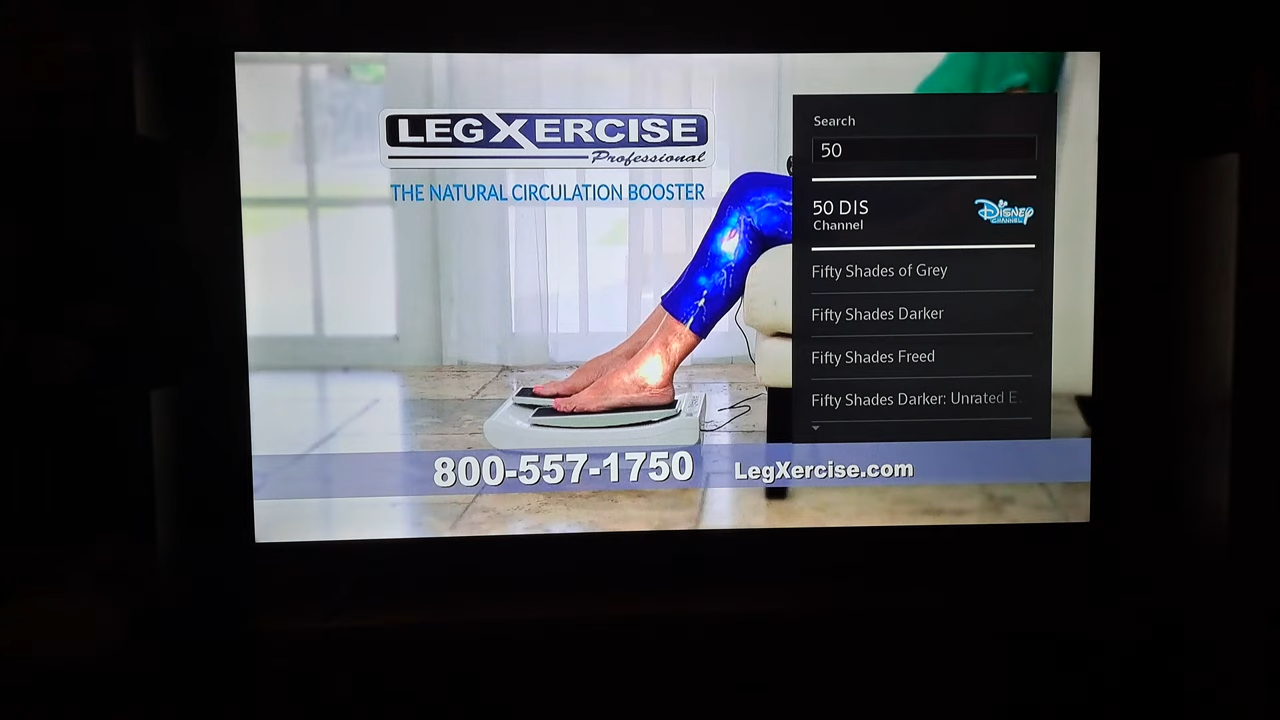 LEGXERCISE
Professional
THE NATURAL CIRCULATION BOOSTER
Search
50
50 DIS
Channel
Disney
CHANNEL
Fifty Shades of Grey
Fifty Shades Darker
Fifty Shades Freed
Fifty Shades Darker: Unrated E
800-557-1750 LegXercise.com